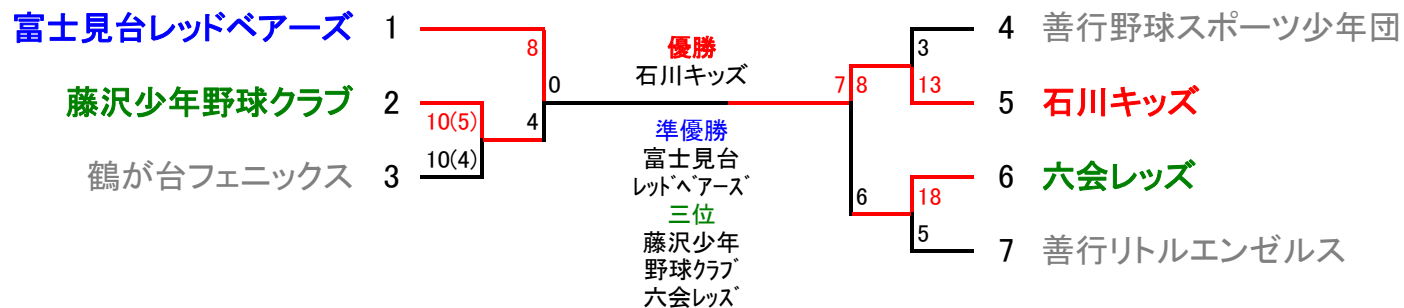 富士見台レッドベアーズ 1
8
藤沢少年野球クラブ 2
10(5)
10(4)
鶴が台フェニックス 3
4
0
優勝
石川キッズ
準優勝
富士見台
ﾚｯﾄﾞﾍﾞｱｰｽﾞ
三位
藤沢少年
野球ｸﾗﾌﾞ
六会ﾚｯｽﾞ
7
8
6
4 善行野球スポーツ少年団
3
13
5 石川キッズ
6 六会レッズ
18
5
7 善行リトルエンゼルス